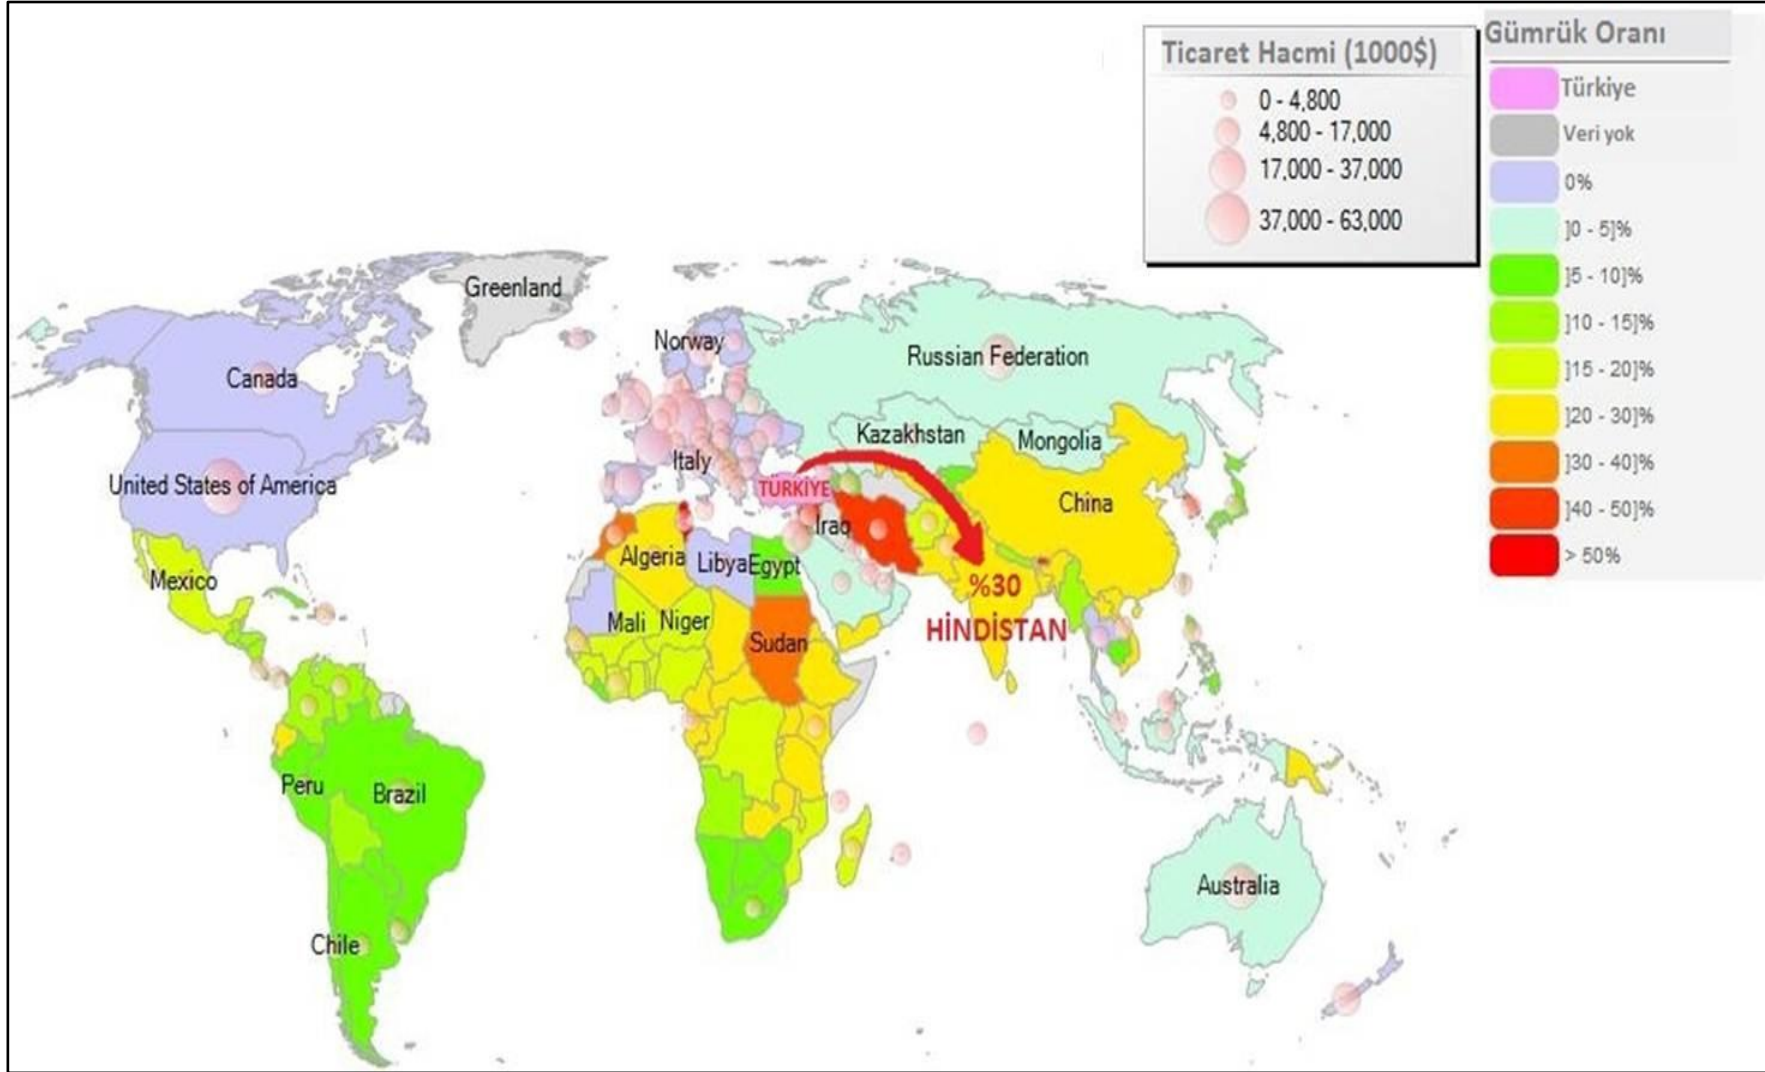 Ticaret Hacmi (1000$)
0 - 4,800
4,800 - 17,000
17,000 - 37,000
37,000 - 63,000
Gümrük Oranı
Türkiye
Veri yok
0%
]0 - 5]%
]5 - 10]%
]10 - 15]%
]15 - 20]%
]20 - 30]%
]30 - 40]%
]40 - 50]%
> 50%
Greenland
Norway
Russian Federation
Canada
Kazakhstan
Mongolia
Italy
United States of America
TÜRKİYE
China
Iraq
Algeria
Libya
Egypt
Mexico
%30
HİNDİSTAN
Mali
Niger
Sudan
Peru
Brazil
Australia
Chile